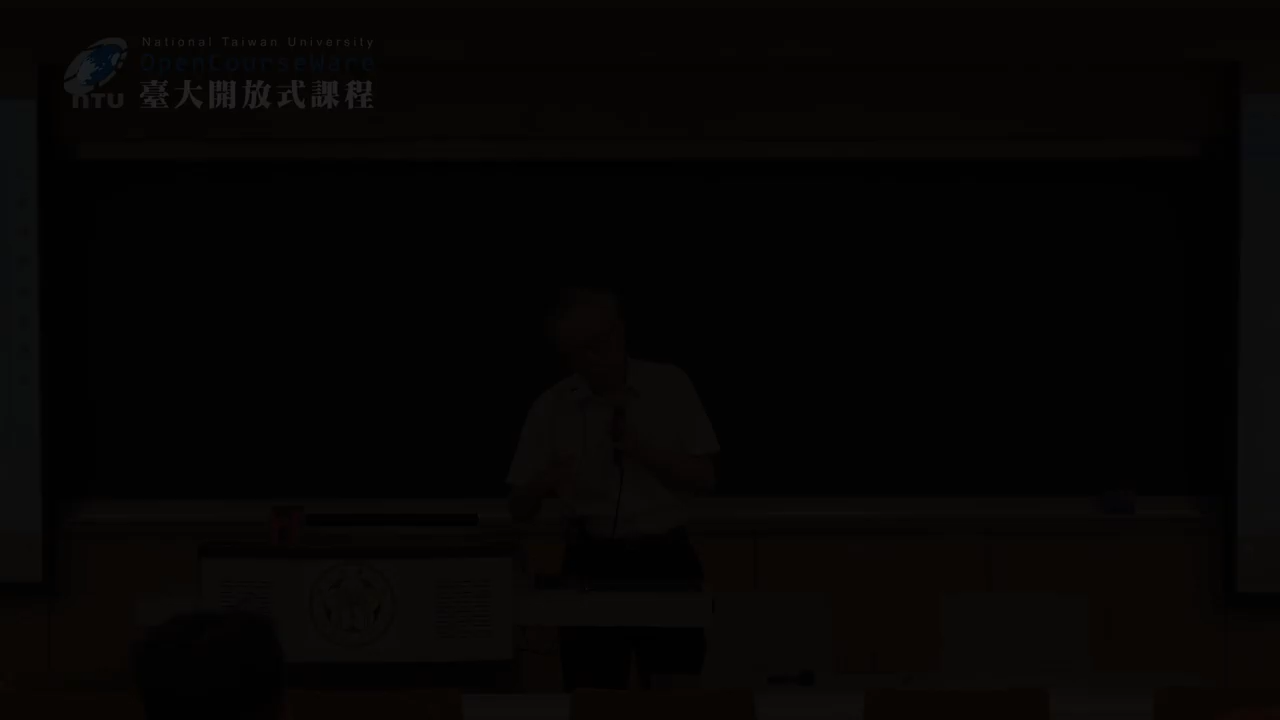 National Taiwan University
OpenCourseWare
nTU 臺大開放式課程